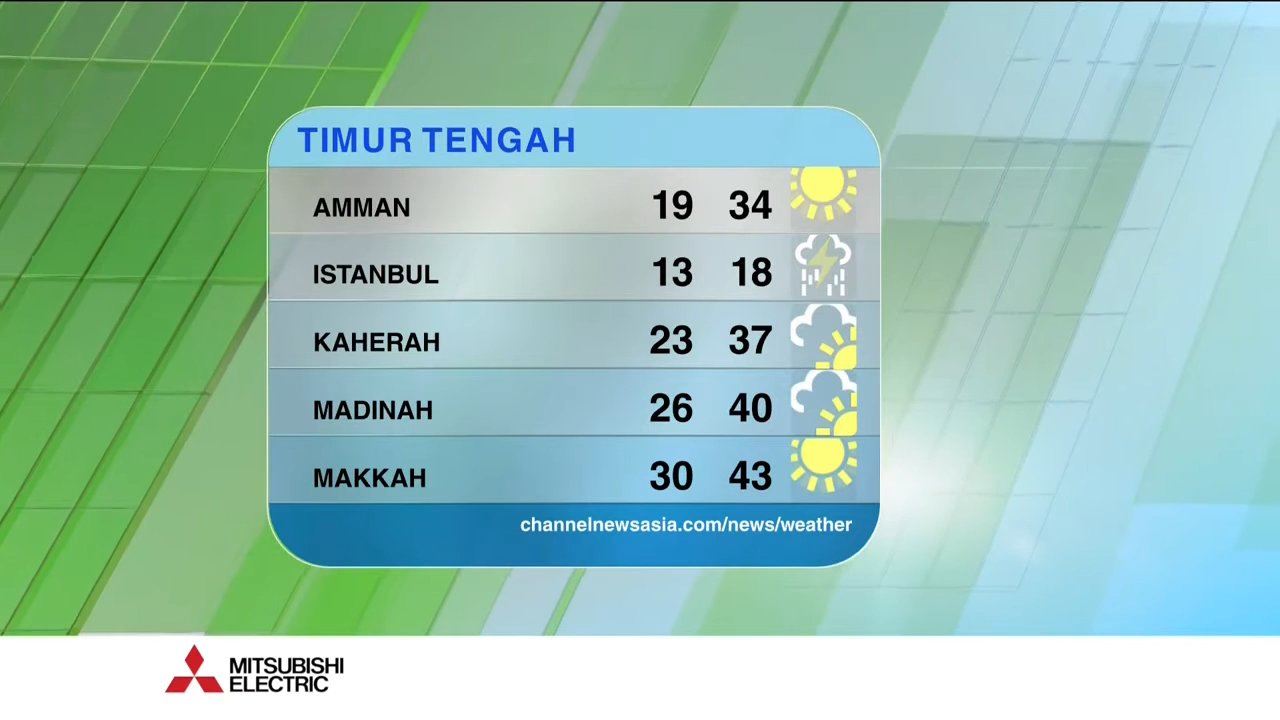 TIMUR TENGAH
AMMAN 19 34
ISTANBUL 13 18
KAHERAH 23 37
MADINAH 26 40
MAKKAH 30 43
channelnewsasia.com/news/weather
MITSUBISHI
ELECTRIC